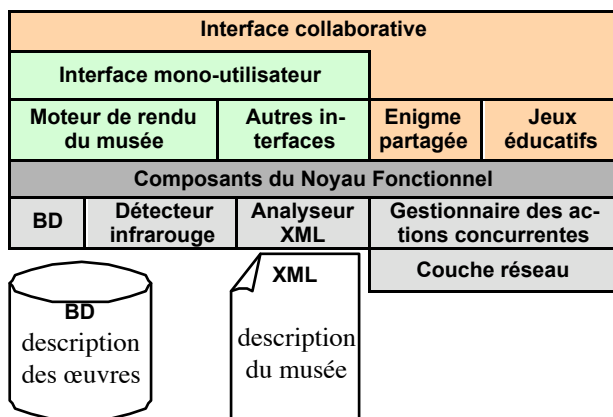 Interface collaborative
Interface mono-utilisateur
Moteur de rendu
du musée
Autres in-
terfaces
Enigme
partagée
Jeux
éducatifs
Composants du Noyau Fonctionnel
BD
Détecteur
infrarouge
Analyseur
XML
Gestionnaire des ac-
tions concurrentes
Couche réseau
BD
description
des œuvres
XML
description
du musée